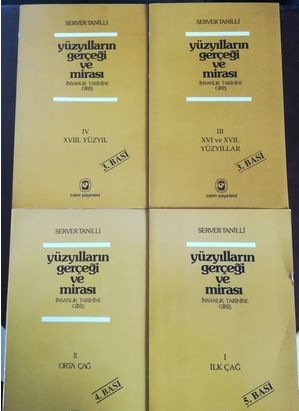 SERVER TANİLLİ
yüzyılların
gerçeği
ve
mirası
İNSANLIK TARİHİNE
GİRİŞ
IV
XVIII. YÜZYIL
3. BASI
cem yayınevi
SERVER TANİLLİ
yüzyılların
gerçeği
ve
mirası
İNSANLIK TARİHİNE
GİRİŞ
III
XVI ve XVII.
YÜZYILLAR
3. BASI
cem yayınevi
SERVER TANİLLİ
yüzyılların
gerçeği
ve
mirası
İNSANLIK TARİHİNE
GİRİŞ
II
ORTA ÇAĞ
4. BASI
SERVER TANİLLİ
yüzyılların
gerçeği
ve
mirası
İNSANLIK TARİHİNE
GİRİŞ
I
İLK ÇAĞ
5. BASI